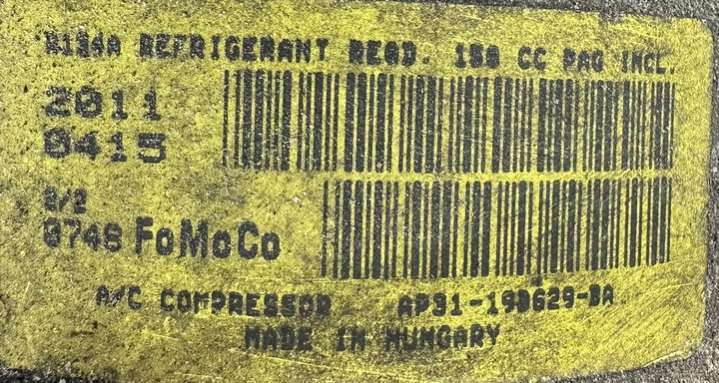 R134A REFRIGERANT REQD. 150 CC PAG INCL.
2011
0415
2/2
0746 FoMoCo
A/C COMPRESSOR AP31-19D629-BA
MADE IN HUNGARY